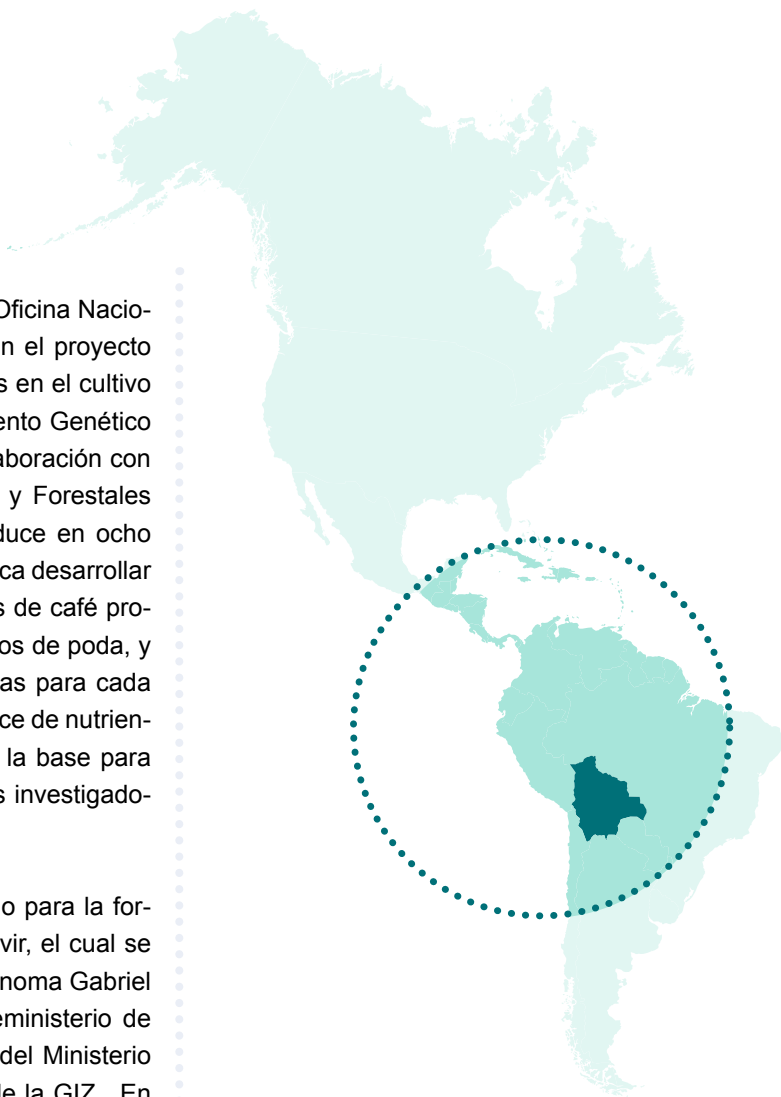 Oficina Nacio-
n el proyecto
s en el cultivo
ento Genético
aboración con
y Forestales
duce en ocho
ca desarrollar
s de café pro-
os de poda, y
as para cada
ce de nutrien-
la base para
s investigado-
o para la for-
vir, el cual se
noma Gabriel
eministerio de
del Ministerio
de la GIZ. En